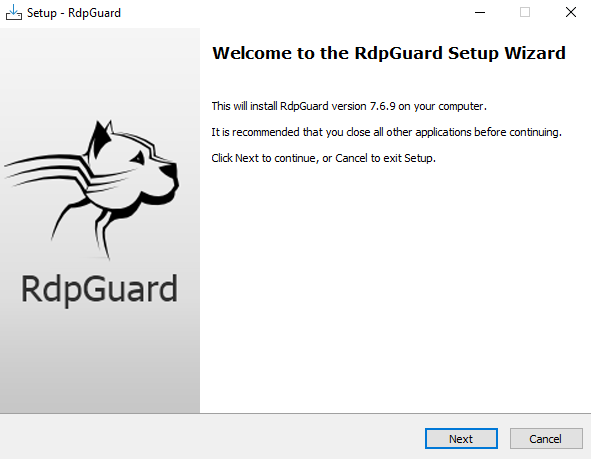 Setup - RdpGuard
Welcome to the RdpGuard Setup Wizard
This will install RdpGuard version 7.6.9 on your computer.
It is recommended that you close all other applications before continuing.
Click Next to continue, or Cancel to exit Setup.
RdpGuard
Next
Cancel